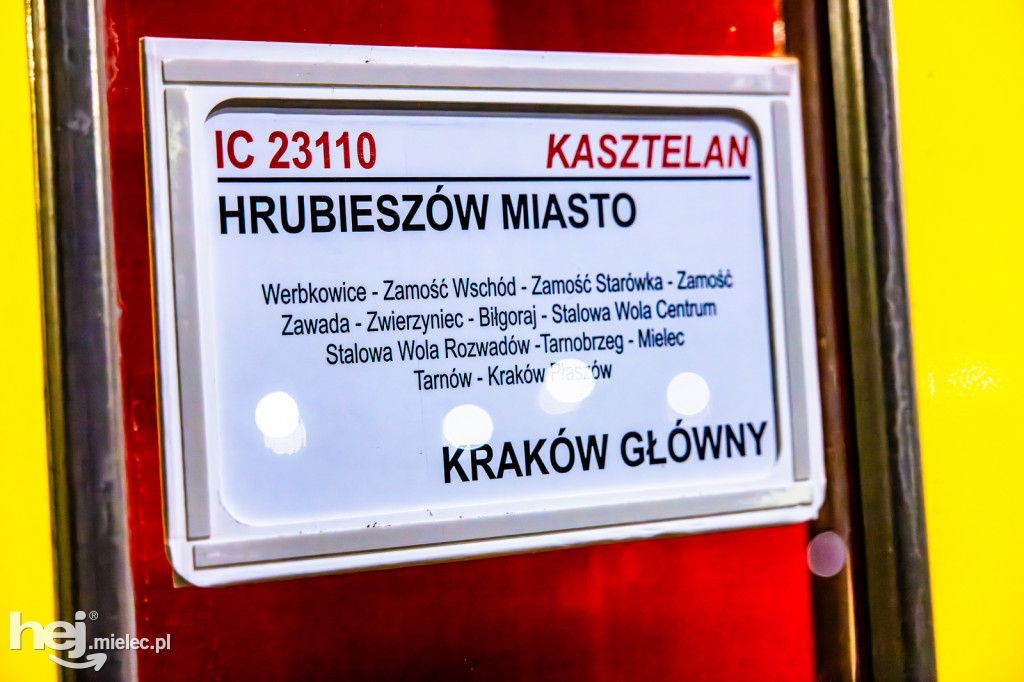 IC 23110 KASZTELAN
HRUBIESZÓW MIASTO
Werbkowice - Zamość Wschód - Zamość Starówka - Zamość
Zawada - Zwierzyniec - Biłgoraj - Stalowa Wola Centrum
Stalowa Wola Rozwadów -Tarnobrzeg - Mielec
Tarnów - Kraków Płaszów
KRAKÓW GŁÓWNY
hej® .mielec.pl